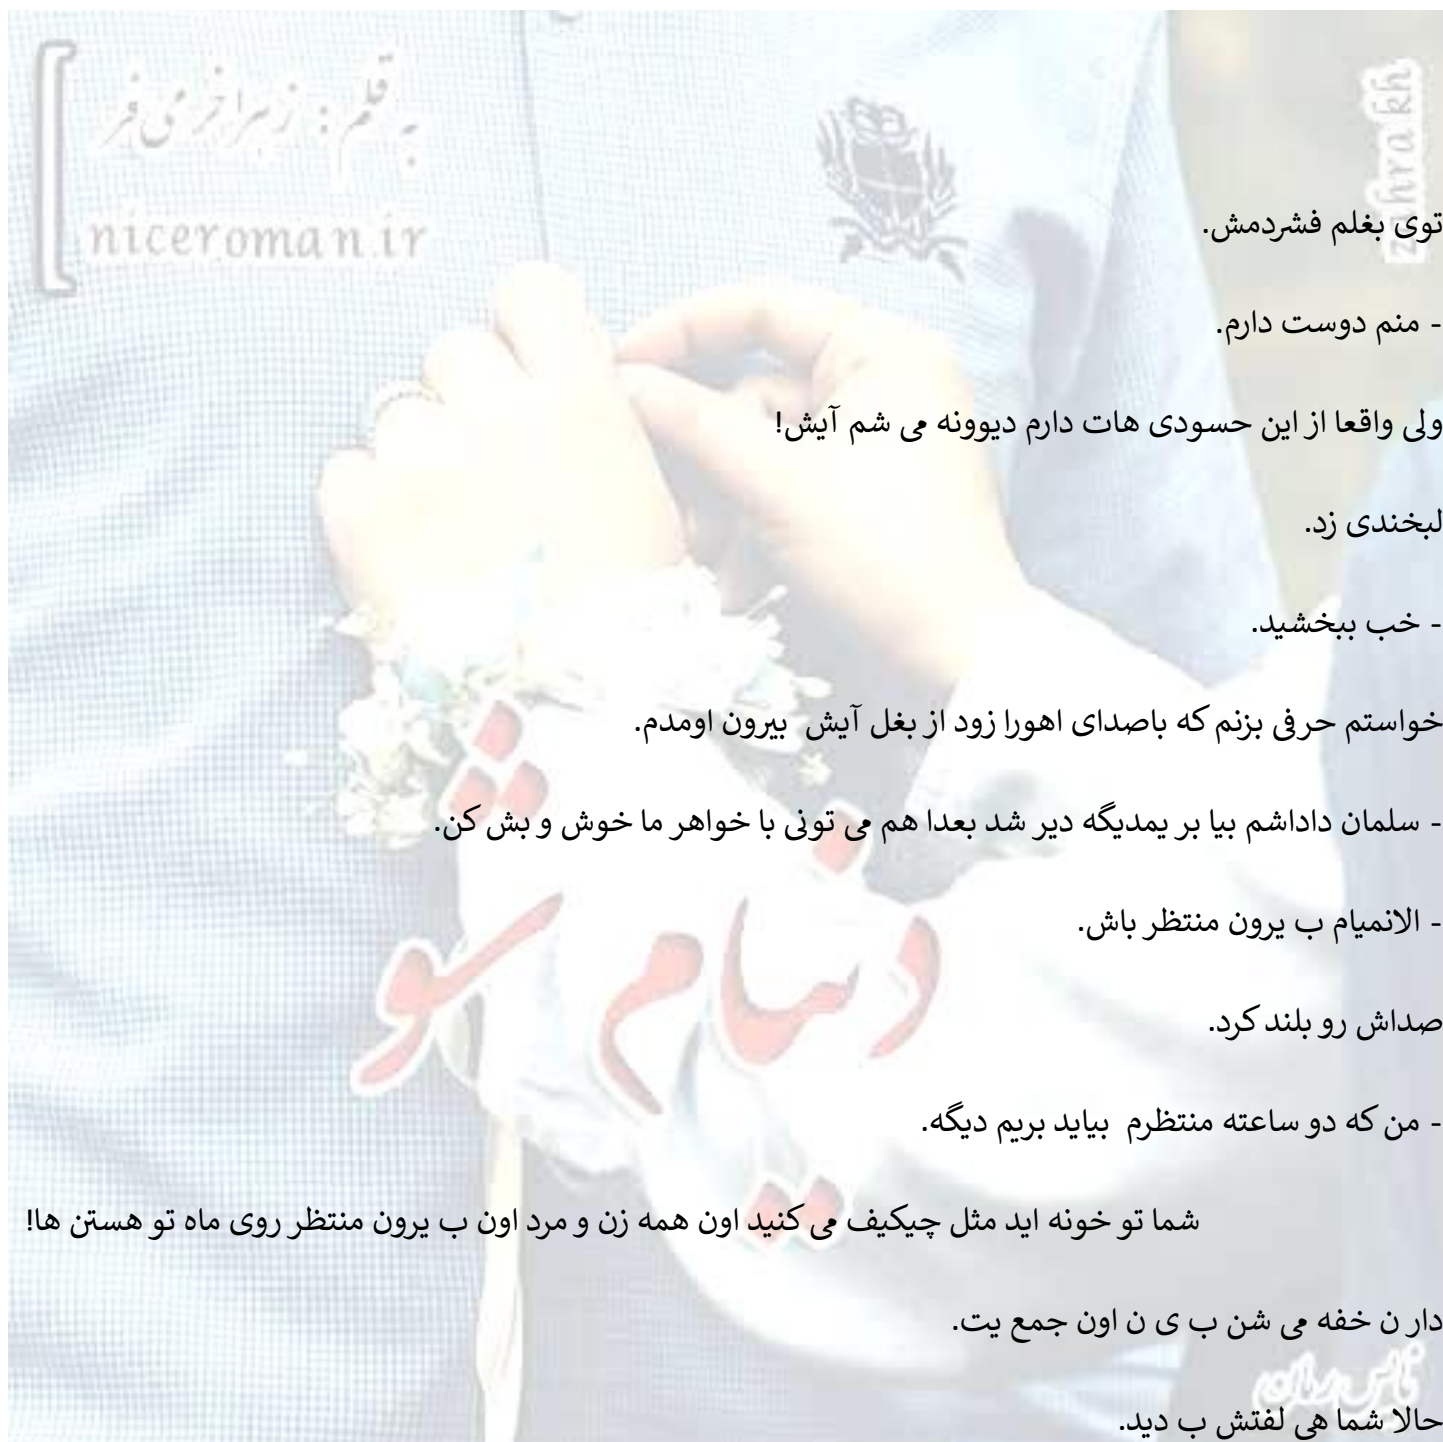 به قلم : زهرا خرمی فر
niceroman.ir
zahra kh
توی بغلم فشردمش.
- منم دوست دارم.
ولی واقعا از این حسودی هات دارم دیوونه می شم آیش!
لبخندی زد.
- خب ببخشید.
خواستم حرفی بزنم که باصدای اهورا زود از بغل آیش بیرون اومدم.
- سلمان داداشم بیا بر یمدیگه دیر شد بعدا هم می تونی با خواهر ما خوش و بش کن.
- الانمیام ب یرون منتظر باش.
صداش رو بلند کرد.
- من که دو ساعته منتظرم بیاید بریم دیگه.
شما تو خونه اید مثل چیکیف می کنید اون همه زن و مرد اون ب یرون منتظر روی ماه تو هستن ها!
دار ن خفه می شن ب ی ن اون جمع یت.
حالا شما هی لفتش ب دید.
دنیام شو
نایس رمان